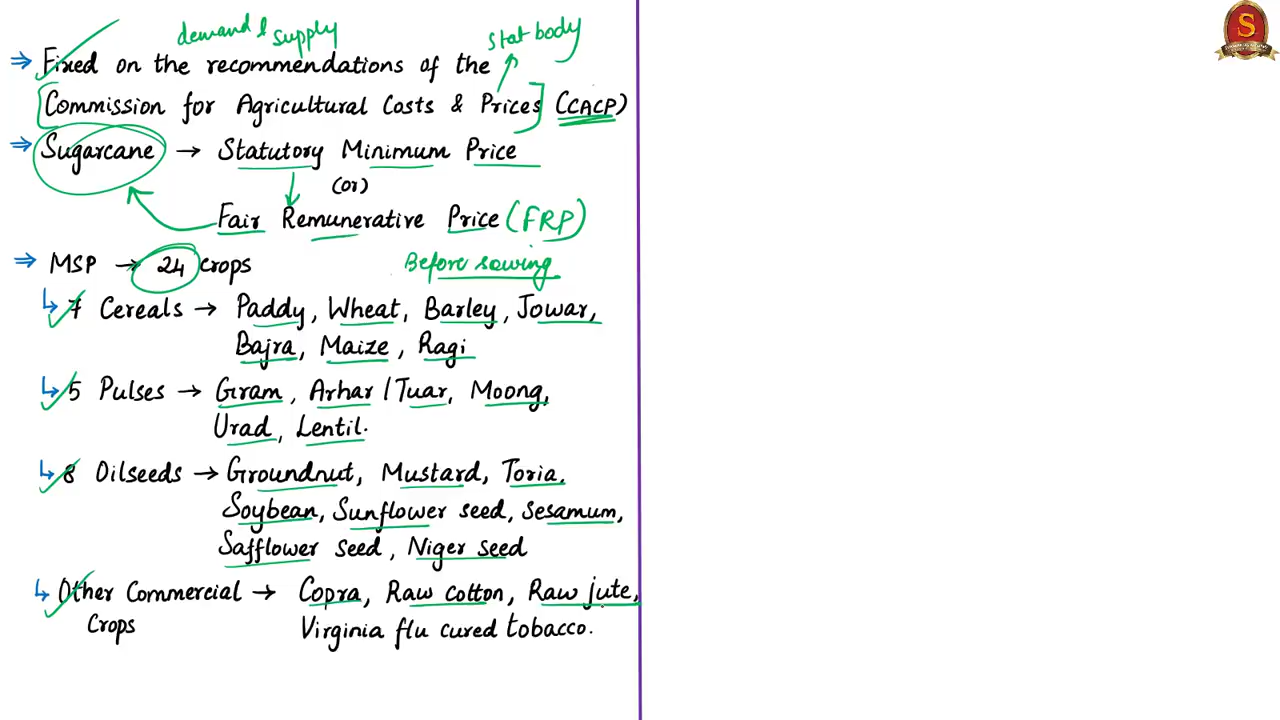 demand & supply
stat body
⇒ Fixed on the recommendations of the
[Commission for Agricultural Costs & Prices] (CACP)
⇒ Sugarcane → Statutory Minimum Price
(or)
Fair Remunerative Price (FRP)
⇒ MSP → 24 crops
Before sowing
↳ 7 Cereals → Paddy, Wheat, Barley, Jowar,
Bajra, Maize, Ragi
↳ 5 Pulses → Gram, Arhar / Tuar, Moong,
Urad, Lentil.
↳ 8 Oilseeds → Groundnut, Mustard, Toria,
Soybean, Sunflower seed, Sesamum,
Safflower seed, Niger seed
↳ Other Commercial → Copra, Raw cotton, Raw jute,
Crops Virginia flu cured tobacco.
S